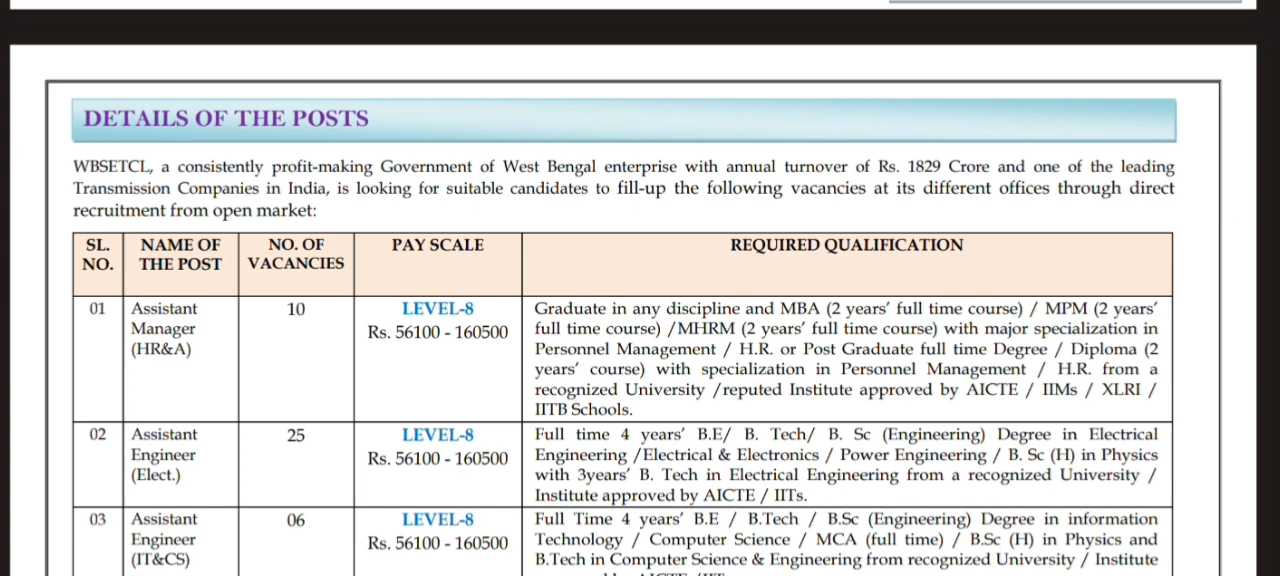 DETAILS OF THE POSTS
WBSETCL, a consistently profit-making Government of West Bengal enterprise with annual turnover of Rs. 1829 Crore and one of the leading
Transmission Companies in India, is looking for suitable candidates to fill-up the following vacancies at its different offices through direct
recruitment from open market:
SL. NO. NAME OF THE POST NO. OF VACANCIES PAY SCALE REQUIRED QUALIFICATION
01
Assistant
Manager
(HR&A)
10
LEVEL-8
Rs. 56100 - 160500
Graduate in any discipline and MBA (2 years’ full time course) / MPM (2 years’
full time course) /MHRM (2 years’ full time course) with major specialization in
Personnel Management / H.R. or Post Graduate full time Degree / Diploma (2
years’ course) with specialization in Personnel Management / H.R. from a
recognized University /reputed Institute approved by AICTE / IIMs / XLRI /
IITB Schools.
02
Assistant
Engineer
(Elect.)
25
LEVEL-8
Rs. 56100 - 160500
Full time 4 years’ B.E/ B. Tech/ B. Sc (Engineering) Degree in Electrical
Engineering /Electrical & Electronics / Power Engineering / B. Sc (H) in Physics
with 3years’ B. Tech in Electrical Engineering from a recognized University /
Institute approved by AICTE / IITs.
03
Assistant
Engineer
(IT&CS)
06
LEVEL-8
Rs. 56100 - 160500
Full Time 4 years’ B.E / B.Tech / B.Sc (Engineering) Degree in information
Technology / Computer Science / MCA (full time) / B.Sc (H) in Physics and
B.Tech in Computer Science & Engineering from recognized University / Institute